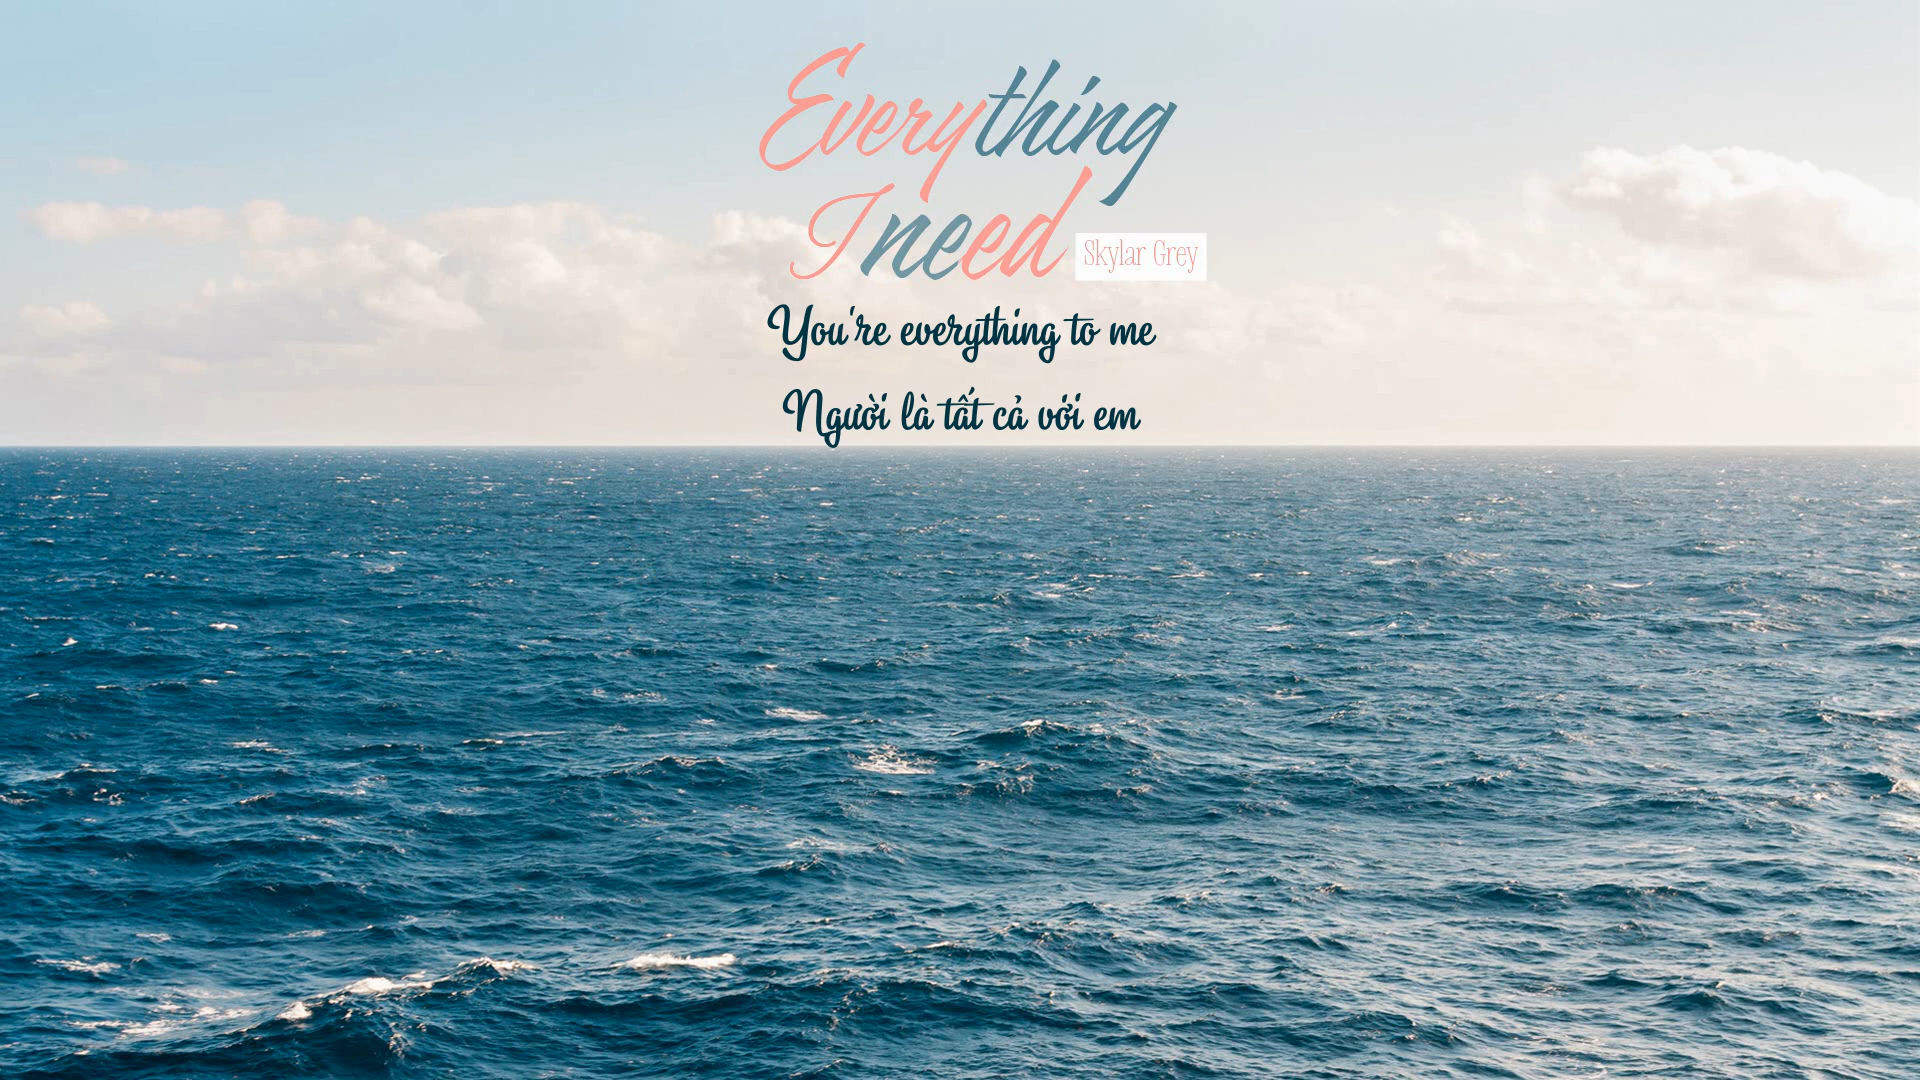 Everything
I need
Skylar Grey
You're everything to me
Người là tất cả với em